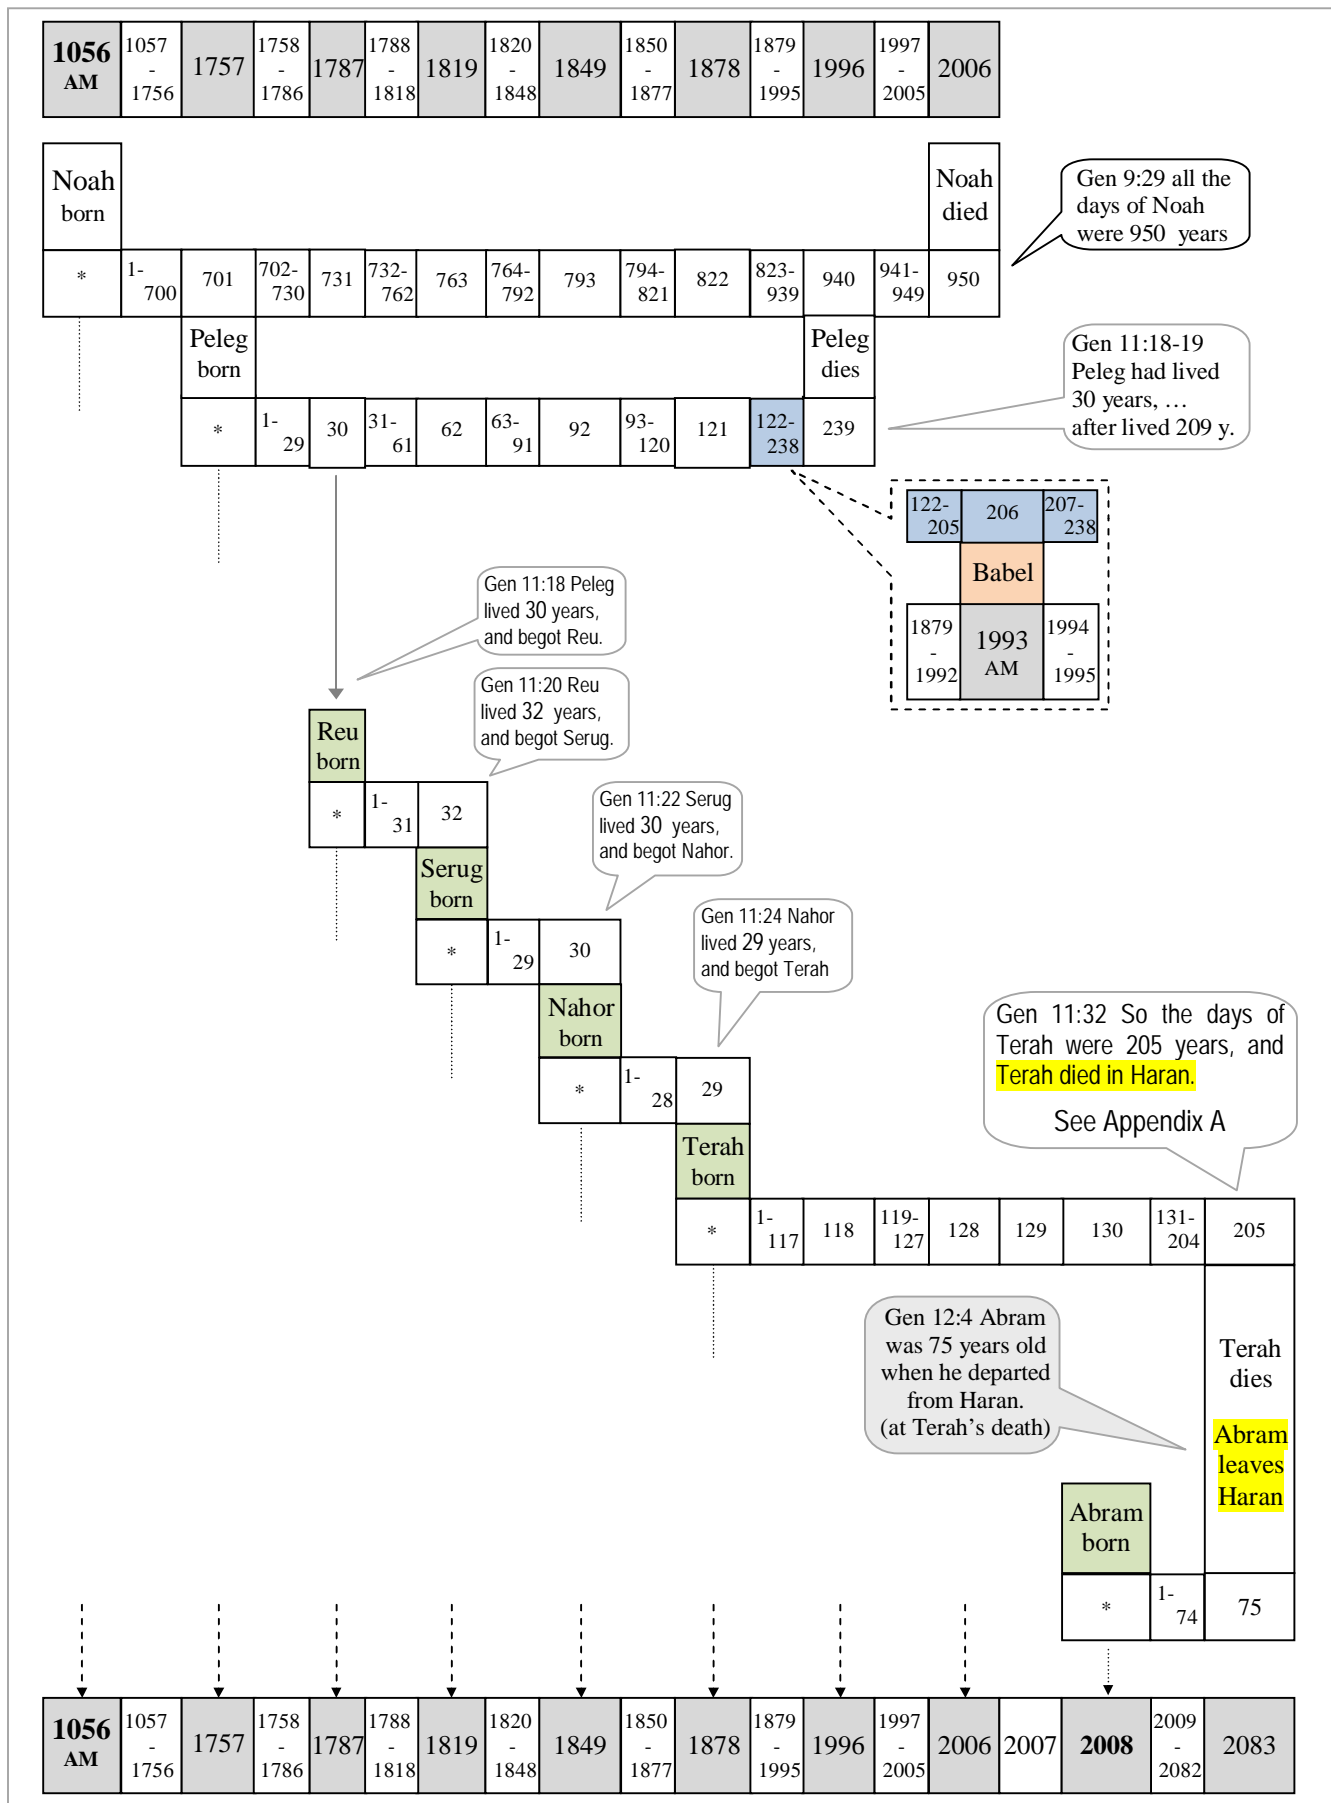 1056 AM
1057 - 1756
1757
1758 - 1786
1787
1788 - 1818
1819
1820 - 1848
1849
1850 - 1877
1878
1879 - 1995
1996
1997 - 2005
2006
Noah
born
Noah
died
Gen 9:29 all the
days of Noah
were 950 years
*
1-700
701
702-730
731
732-762
763
764-792
793
794-821
822
823-939
940
941-949
950
Peleg
born
Peleg
dies
Gen 11:18-19
Peleg had lived
30 years, …
after lived 209 y.
*
1-29
30
31-61
62
63-91
92
93-120
121
122-238
239
122-205
206
207-238
Babel
1879 - 1992
1993 AM
1994 - 1995
Gen 11:18 Peleg
lived 30 years,
and begot Reu.
Gen 11:20 Reu
lived 32 years,
and begot Serug.
Reu
born
*
1-31
32
Gen 11:22 Serug
lived 30 years,
and begot Nahor.
Serug
born
*
1-29
30
Gen 11:24 Nahor
lived 29 years,
and begot Terah
Nahor
born
*
1-28
29
Gen 11:32 So the days of
Terah were 205 years, and
Terah died in Haran.
See Appendix A
Terah
born
*
1-117
118
119-127
128
129
130
131-204
205
Gen 12:4 Abram
was 75 years old
when he departed
from Haran.
(at Terah’s death)
Terah
dies
Abram
leaves
Haran
Abram
born
*
1-74
75
1056 AM
1057 - 1756
1757
1758 - 1786
1787
1788 - 1818
1819
1820 - 1848
1849
1850 - 1877
1878
1879 - 1995
1996
1997 - 2005
2006
2007
2008
2009 - 2082
2083